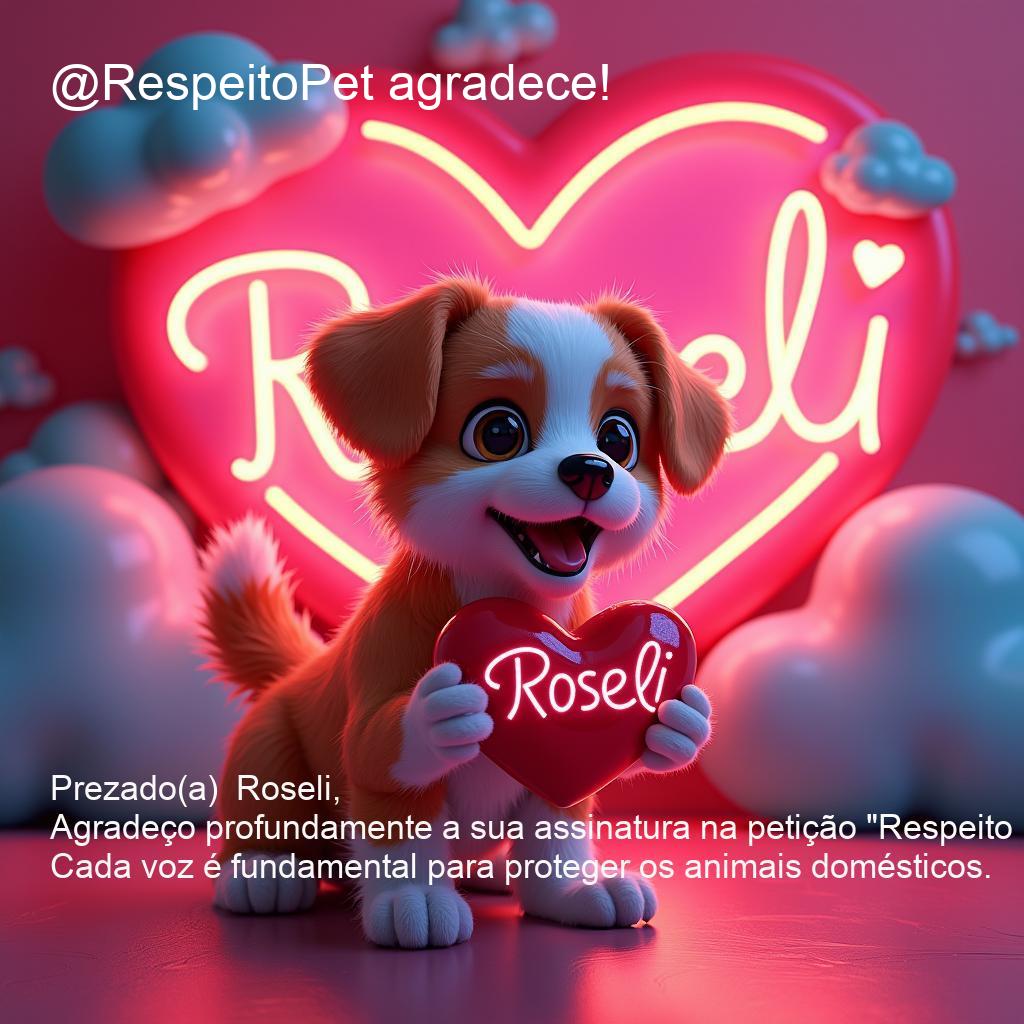 @RespeitoPet agradece!
Roseli
Roseli
Prezado(a) Roseli,
Agradeço profundamente a sua assinatura na petição "Respeito
Cada voz é fundamental para proteger os animais domésticos.